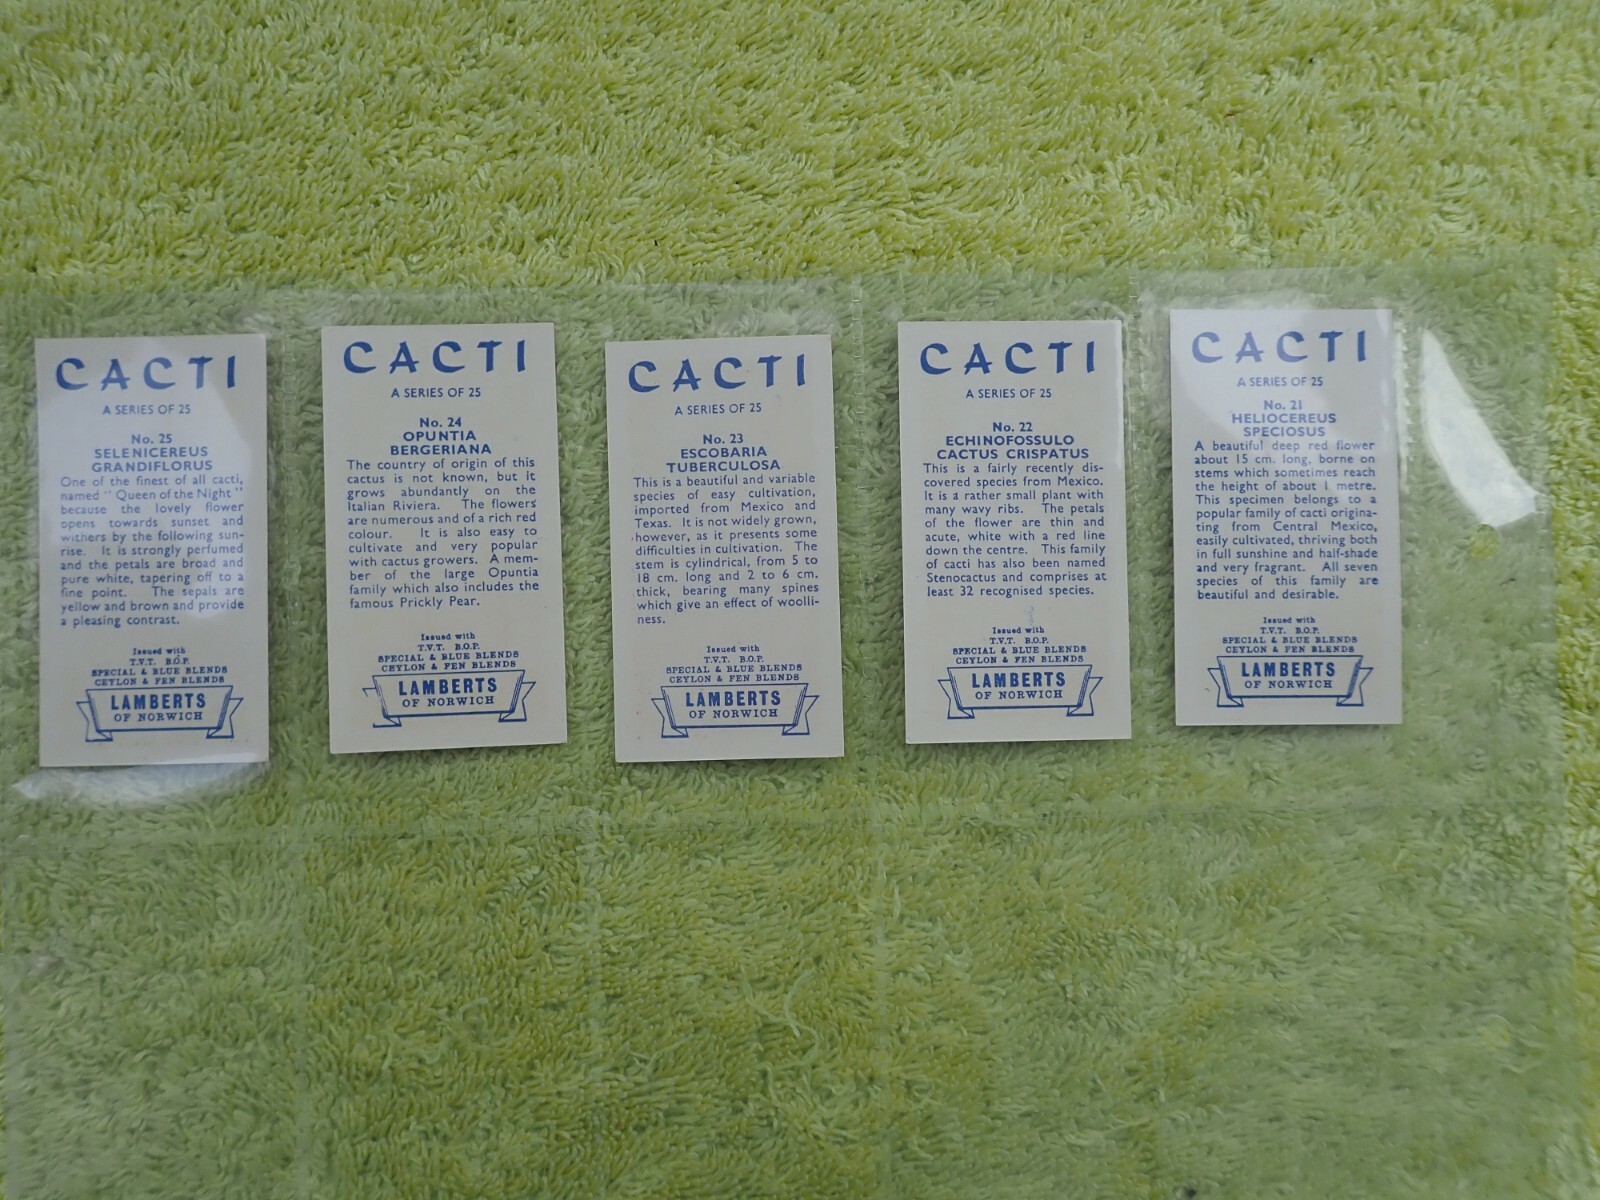 CACTI
A SERIES OF 25
No. 25
SELENICEREUS
GRANDIFLORUS
One of the finest of all cacti,
named " Queen of the Night "
because the lovely flower
opens towards sunset and
withers by the following sun-
rise. It is strongly perfumed
and the petals are broad and
pure white, tapering off to a
fine point. The sepals are
yellow and brown and provide
a pleasing contrast.
Issued with
T.V.T. B.O.P.
SPECIAL & BLUE BLENDS
CEYLON & FEN BLENDS
LAMBERTS
OF NORWICH
CACTI
A SERIES OF 25
No. 24
OPUNTIA
BERGERIANA
The country of origin of this
cactus is not known, but it
grows abundantly on the
Italian Riviera. The flowers
are numerous and of a rich red
colour. It is also easy to
cultivate and very popular
with cactus growers. A mem-
ber of the large Opuntia
family which also includes the
famous Prickly Pear.
Issued with
T.V.T. B.O.P.
SPECIAL & BLUE BLENDS
CEYLON & FEN BLENDS
LAMBERTS
OF NORWICH
CACTI
A SERIES OF 25
No. 23
ESCOBARIA
TUBERCULOSA
This is a beautiful and variable
species of easy cultivation,
imported from Mexico and
Texas. It is not widely grown,
however, as it presents some
difficulties in cultivation. The
stem is cylindrical, from 5 to
18 cm. long and 2 to 6 cm.
thick, bearing many spines
which give an effect of woolli-
ness.
Issued with
T.V.T. B.O.P.
SPECIAL & BLUE BLENDS
CEYLON & FEN BLENDS
LAMBERTS
OF NORWICH
CACTI
A SERIES OF 25
No. 22
ECHINOFOSSULO
CACTUS CRISPATUS
This is a fairly recently dis-
covered species from Mexico.
It is a rather small plant with
many wavy ribs. The petals
of the flower are thin and
acute, white with a red line
down the centre. This family
of cacti has also been named
Stenocactus and comprises at
least 32 recognised species.
Issued with
T.V.T. B.O.P.
SPECIAL & BLUE BLENDS
CEYLON & FEN BLENDS
LAMBERTS
OF NORWICH
CACTI
A SERIES OF 25
No. 21
HELIOCEREUS
SPECIOSUS
A beautiful deep red flower
about 15 cm. long, borne on
stems which sometimes reach
the height of about 1 metre.
This specimen belongs to a
popular family of cacti origina-
ting from Central Mexico,
easily cultivated, thriving both
in full sunshine and half-shade
and very fragrant. All seven
species of this family are
beautiful and desirable.
Issued with
T.V.T. B.O.P.
SPECIAL & BLUE BLENDS
CEYLON & FEN BLENDS
LAMBERTS
OF NORWICH